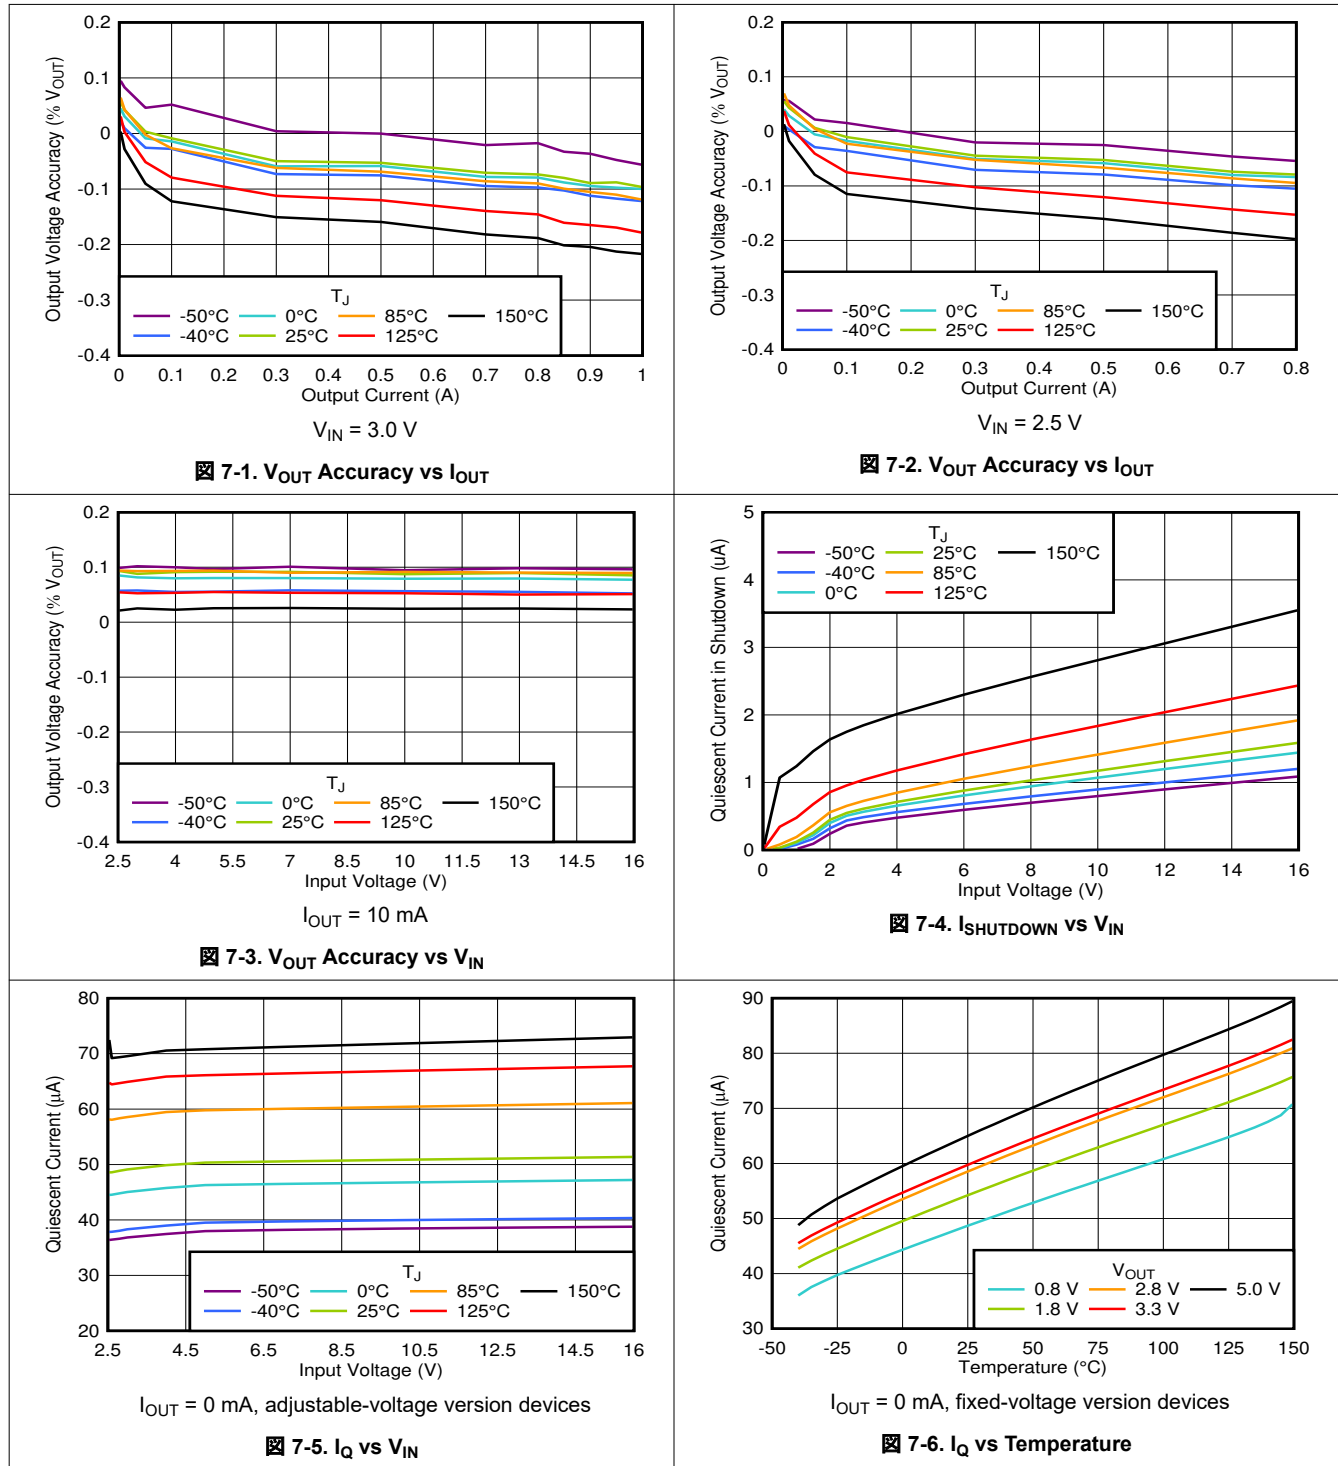 0.2
0.1
0
-0.1
-0.2
-0.3
-0.4
Output Voltage Accuracy (% VOUT)
TJ
-50°C 0°C 85°C 150°C
-40°C 25°C 125°C
0 0.1 0.2 0.3 0.4 0.5 0.6 0.7 0.8 0.9 1
Output Current (A)
VIN = 3.0 V
図 7-1. VOUT Accuracy vs IOUT
0.2
0.1
0
-0.1
-0.2
-0.3
-0.4
Output Voltage Accuracy (% VOUT)
TJ
-50°C 0°C 85°C 150°C
-40°C 25°C 125°C
0 0.1 0.2 0.3 0.4 0.5 0.6 0.7 0.8
Output Current (A)
VIN = 2.5 V
図 7-2. VOUT Accuracy vs IOUT
0.2
0.1
0
-0.1
-0.2
-0.3
-0.4
Output Voltage Accuracy (% VOUT)
TJ
-50°C 0°C 85°C 150°C
-40°C 25°C 125°C
2.5 4 5.5 7 8.5 10 11.5 13 14.5 16
Input Voltage (V)
IOUT = 10 mA
図 7-3. VOUT Accuracy vs VIN
5
4
3
2
1
0
Quiescent Current in Shutdown (uA)
TJ
-50°C 25°C 150°C
-40°C 85°C
0°C 125°C
0 2 4 6 8 10 12 14 16
Input Voltage (V)
図 7-4. ISHUTDOWN vs VIN
80
70
60
50
40
30
20
Quiescent Current (µA)
TJ
-50°C 0°C 85°C 150°C
-40°C 25°C 125°C
2.5 4.5 6.5 8.5 10.5 12.5 14.5 16
Input Voltage (V)
IOUT = 0 mA, adjustable-voltage version devices
図 7-5. IQ vs VIN
90
80
70
60
50
40
30
Quiescent Current (µA)
VOUT
0.8 V 2.8 V 5.0 V
1.8 V 3.3 V
-50 -25 0 25 50 75 100 125 150
Temperature (°C)
IOUT = 0 mA, fixed-voltage version devices
図 7-6. IQ vs Temperature